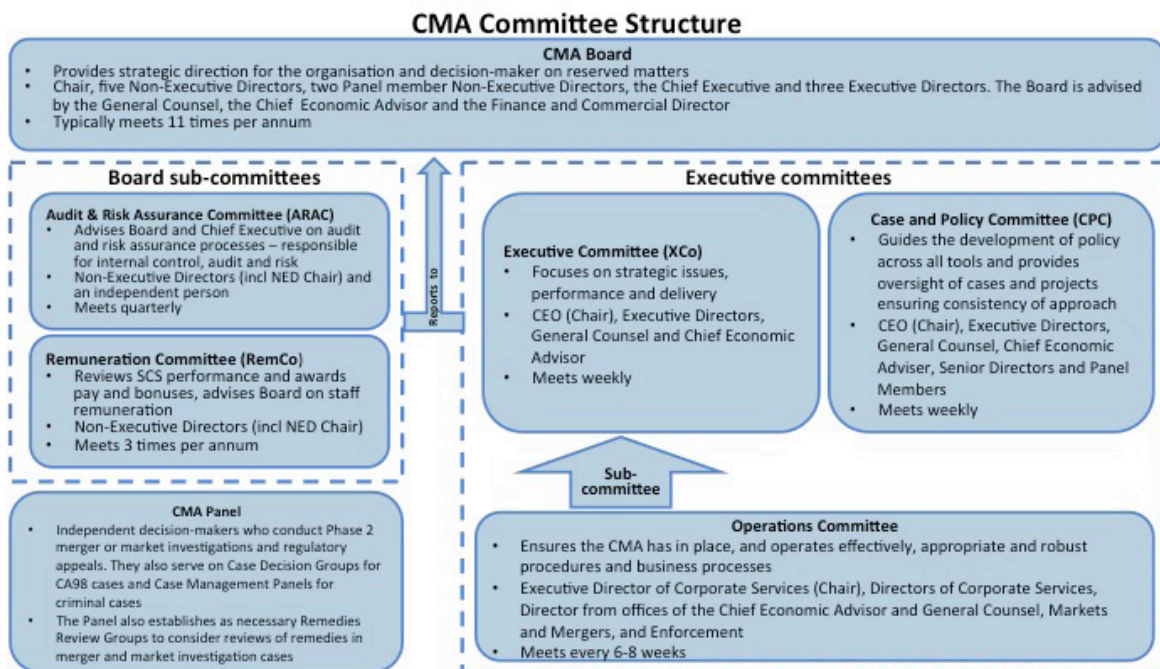 CMA Committee Structure
CMA Board
• Provides strategic direction for the organisation and decision-maker on reserved matters
• Chair, five Non-Executive Directors, two Panel member Non-Executive Directors, the Chief Executive and three Executive Directors. The Board is advised
by the General Counsel, the Chief Economic Advisor and the Finance and Commercial Director
• Typically meets 11 times per annum
Board sub-committees
Audit & Risk Assurance Committee (ARAC)
• Advises Board and Chief Executive on audit
and risk assurance processes – responsible
for internal control, audit and risk
• Non-Executive Directors (incl NED Chair) and
an independent person
• Meets quarterly
Remuneration Committee (RemCo)
• Reviews SCS performance and awards
pay and bonuses, advises Board on staff
remuneration
• Non-Executive Directors (incl NED Chair)
• Meets 3 times per annum
CMA Panel
• Independent decision-makers who conduct Phase 2
merger or market investigations and regulatory
appeals. They also serve on Case Decision Groups for
CA98 cases and Case Management Panels for
criminal cases
• The Panel also establishes as necessary Remedies
Review Groups to consider reviews of remedies in
merger and market investigation cases
Reports to
Executive committees
Executive Committee (XCo)
• Focuses on strategic issues,
performance and delivery
• CEO (Chair), Executive Directors,
General Counsel and Chief Economic
Advisor
• Meets weekly
Case and Policy Committee (CPC)
• Guides the development of policy
across all tools and provides
oversight of cases and projects
ensuring consistency of approach
• CEO (Chair), Executive Directors,
General Counsel, Chief Economic
Adviser, Senior Directors and Panel
Members
• Meets weekly
Sub-
committee
Operations Committee
• Ensures the CMA has in place, and operates effectively, appropriate and robust
procedures and business processes
• Executive Director of Corporate Services (Chair), Directors of Corporate Services,
Director from offices of the Chief Economic Advisor and General Counsel, Markets
and Mergers, and Enforcement
• Meets every 6-8 weeks